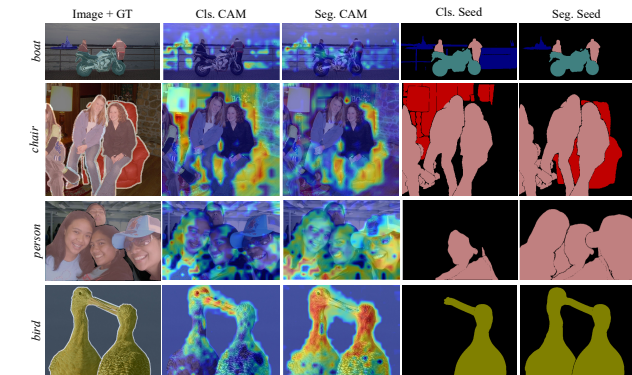 Image + GT Cls. CAM Seg. CAM Cls. Seed Seg. Seed
boat
chair
person
bird